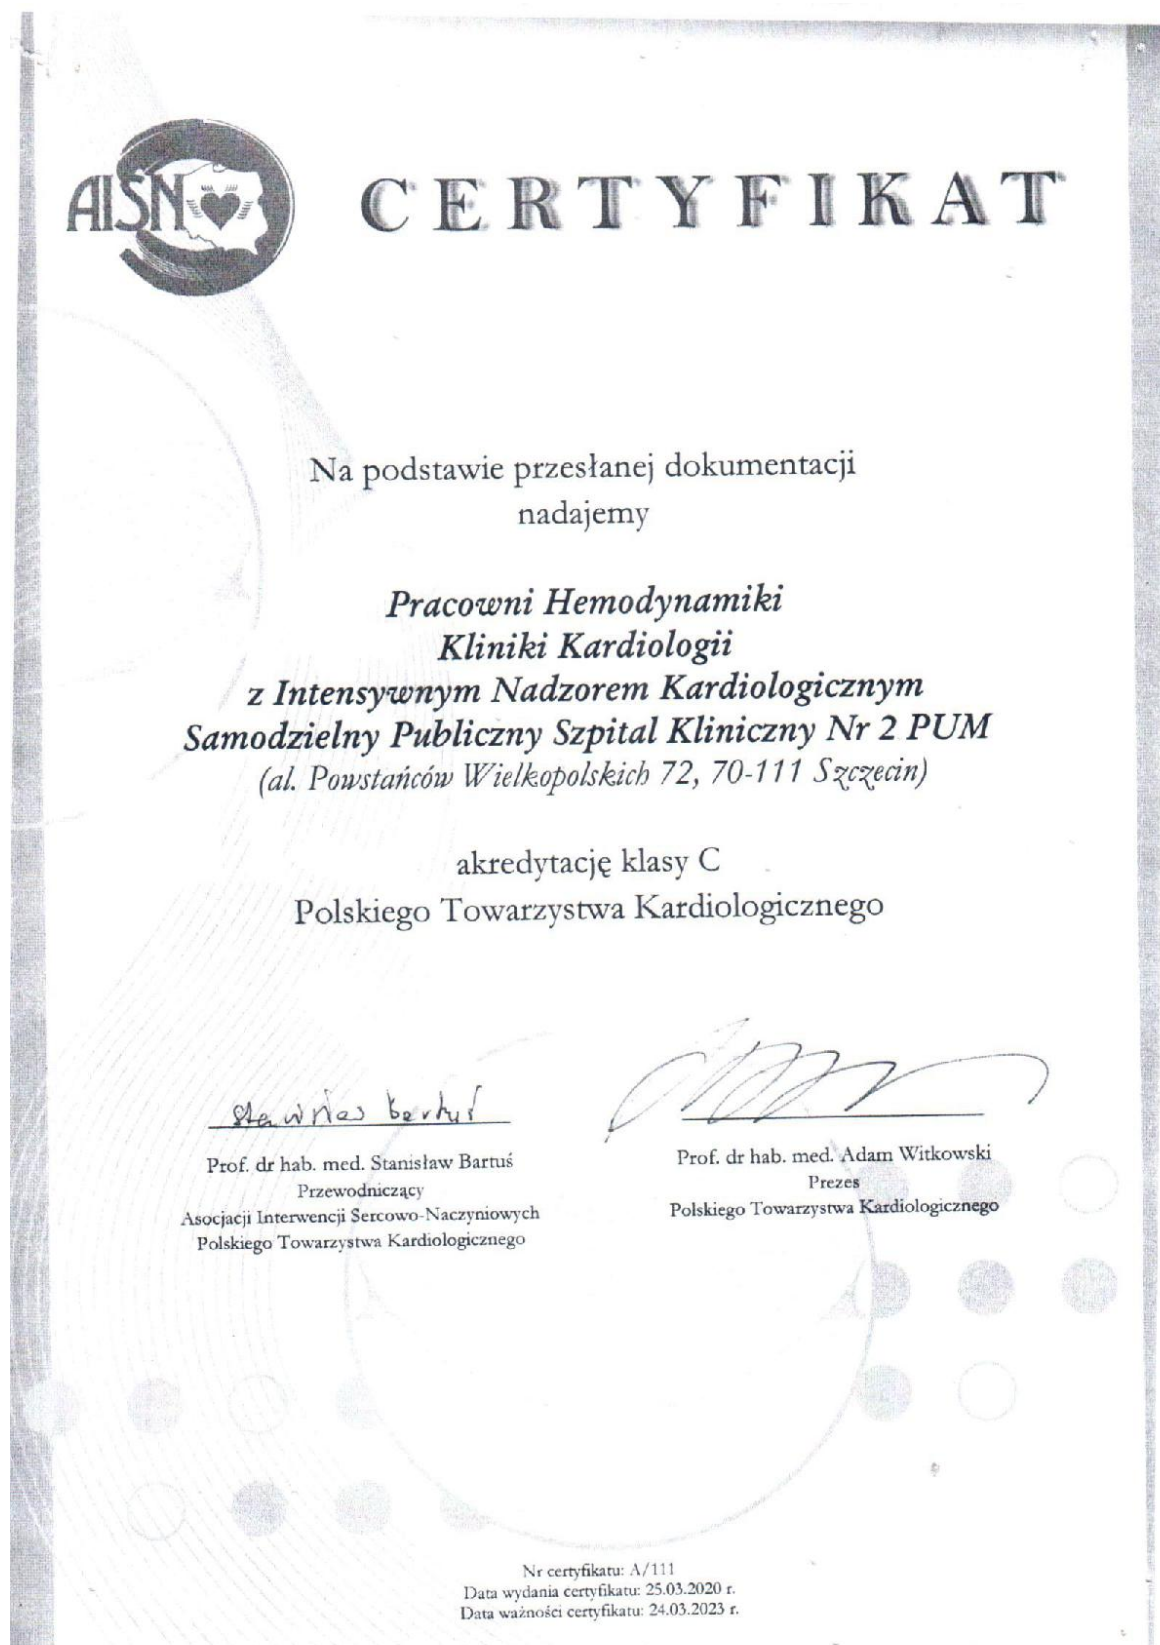 AISN CERTYFIKAT
Na podstawie przesłanej dokumentacji
nadajemy
Pracowni Hemodynamiki
Kliniki Kardiologii
z Intensywnym Nadzorem Kardiologicznym
Samodzielny Publiczny Szpital Kliniczny Nr 2 PUM
(al. Powstańców Wielkopolskich 72, 70-111 Szczecin)
akredytację klasy C
Polskiego Towarzystwa Kardiologicznego
Prof. dr hab. med. Stanisław Bartuś
Przewodniczący
Asocjacji Interwencji Sercowo-Naczyniowych
Polskiego Towarzystwa Kardiologicznego
Prof. dr hab. med. Adam Witkowski
Prezes
Polskiego Towarzystwa Kardiologicznego
Nr certyfikatu: A/111
Data wydania certyfikatu: 25.03.2020 r.
Data ważności certyfikatu: 24.03.2023 r.